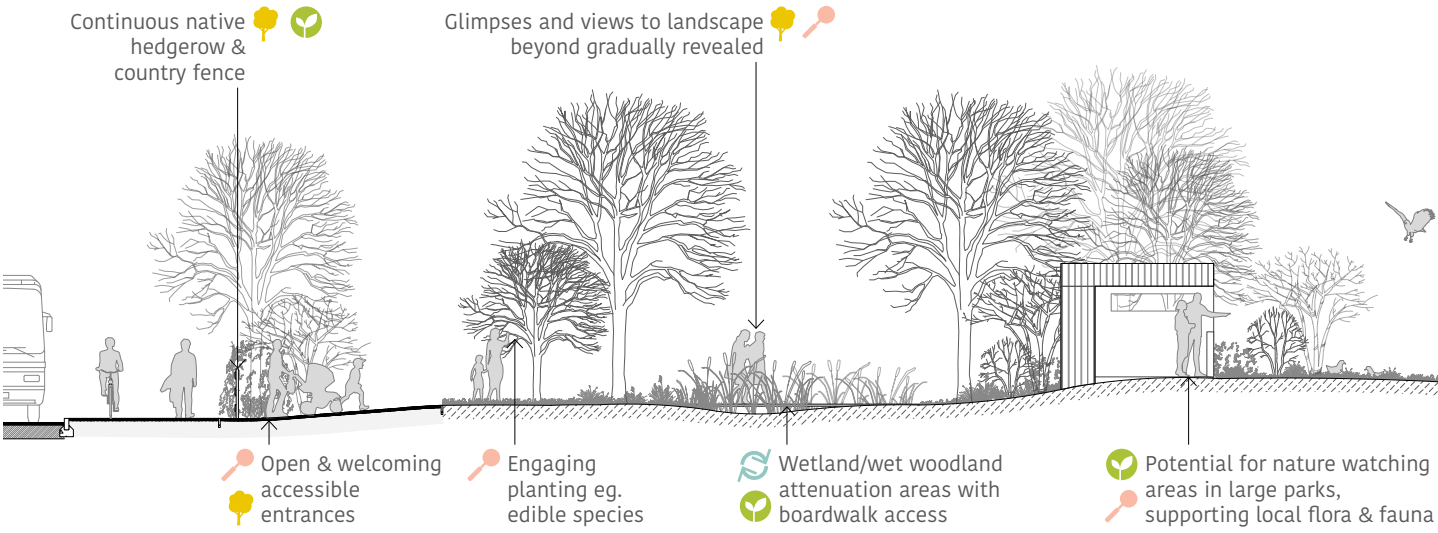 Continuous native
hedgerow &
country fence
Glimpses and views to landscape
beyond gradually revealed
Open & welcoming
accessible
entrances
Engaging
planting eg.
edible species
Wetland/wet woodland
attenuation areas with
boardwalk access
Potential for nature watching
areas in large parks,
supporting local flora & fauna